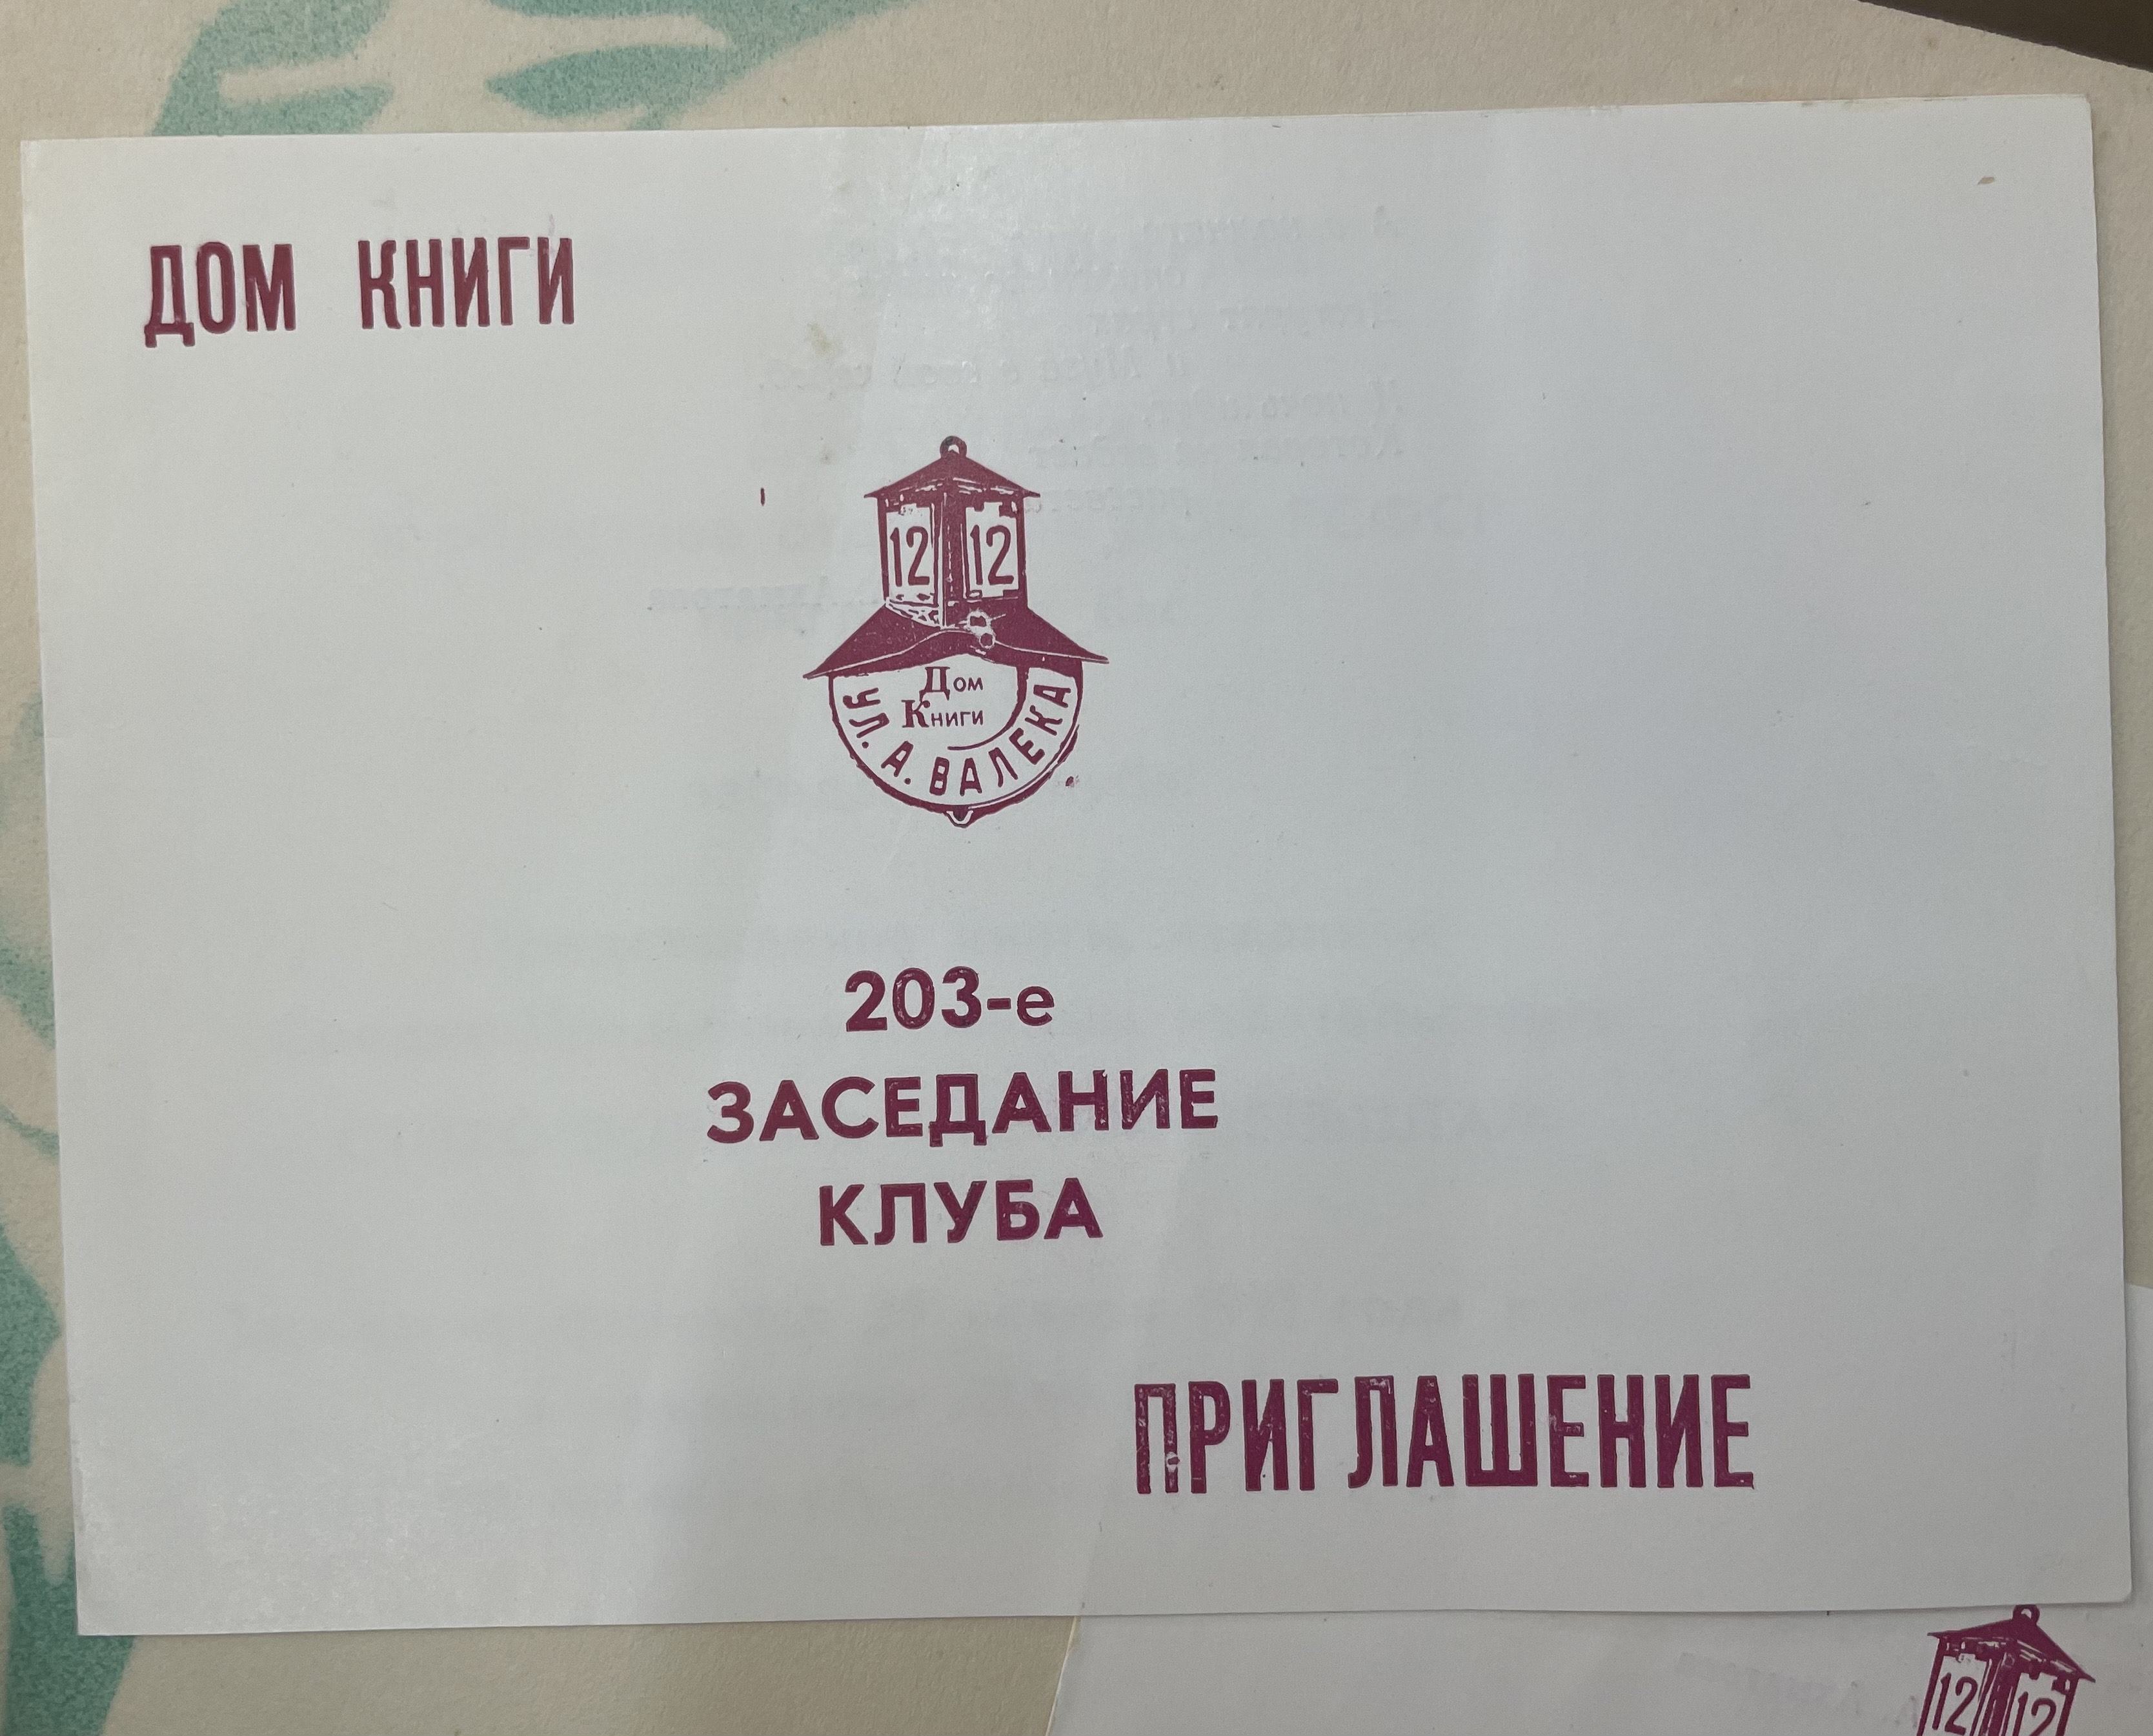 ДОМ КНИГИ
12 12
Дом
Книги
УЛ. А. ВАЛЕКА
203-е
ЗАСЕДАНИЕ
КЛУБА
ПРИГЛАШЕНИЕ
12 12